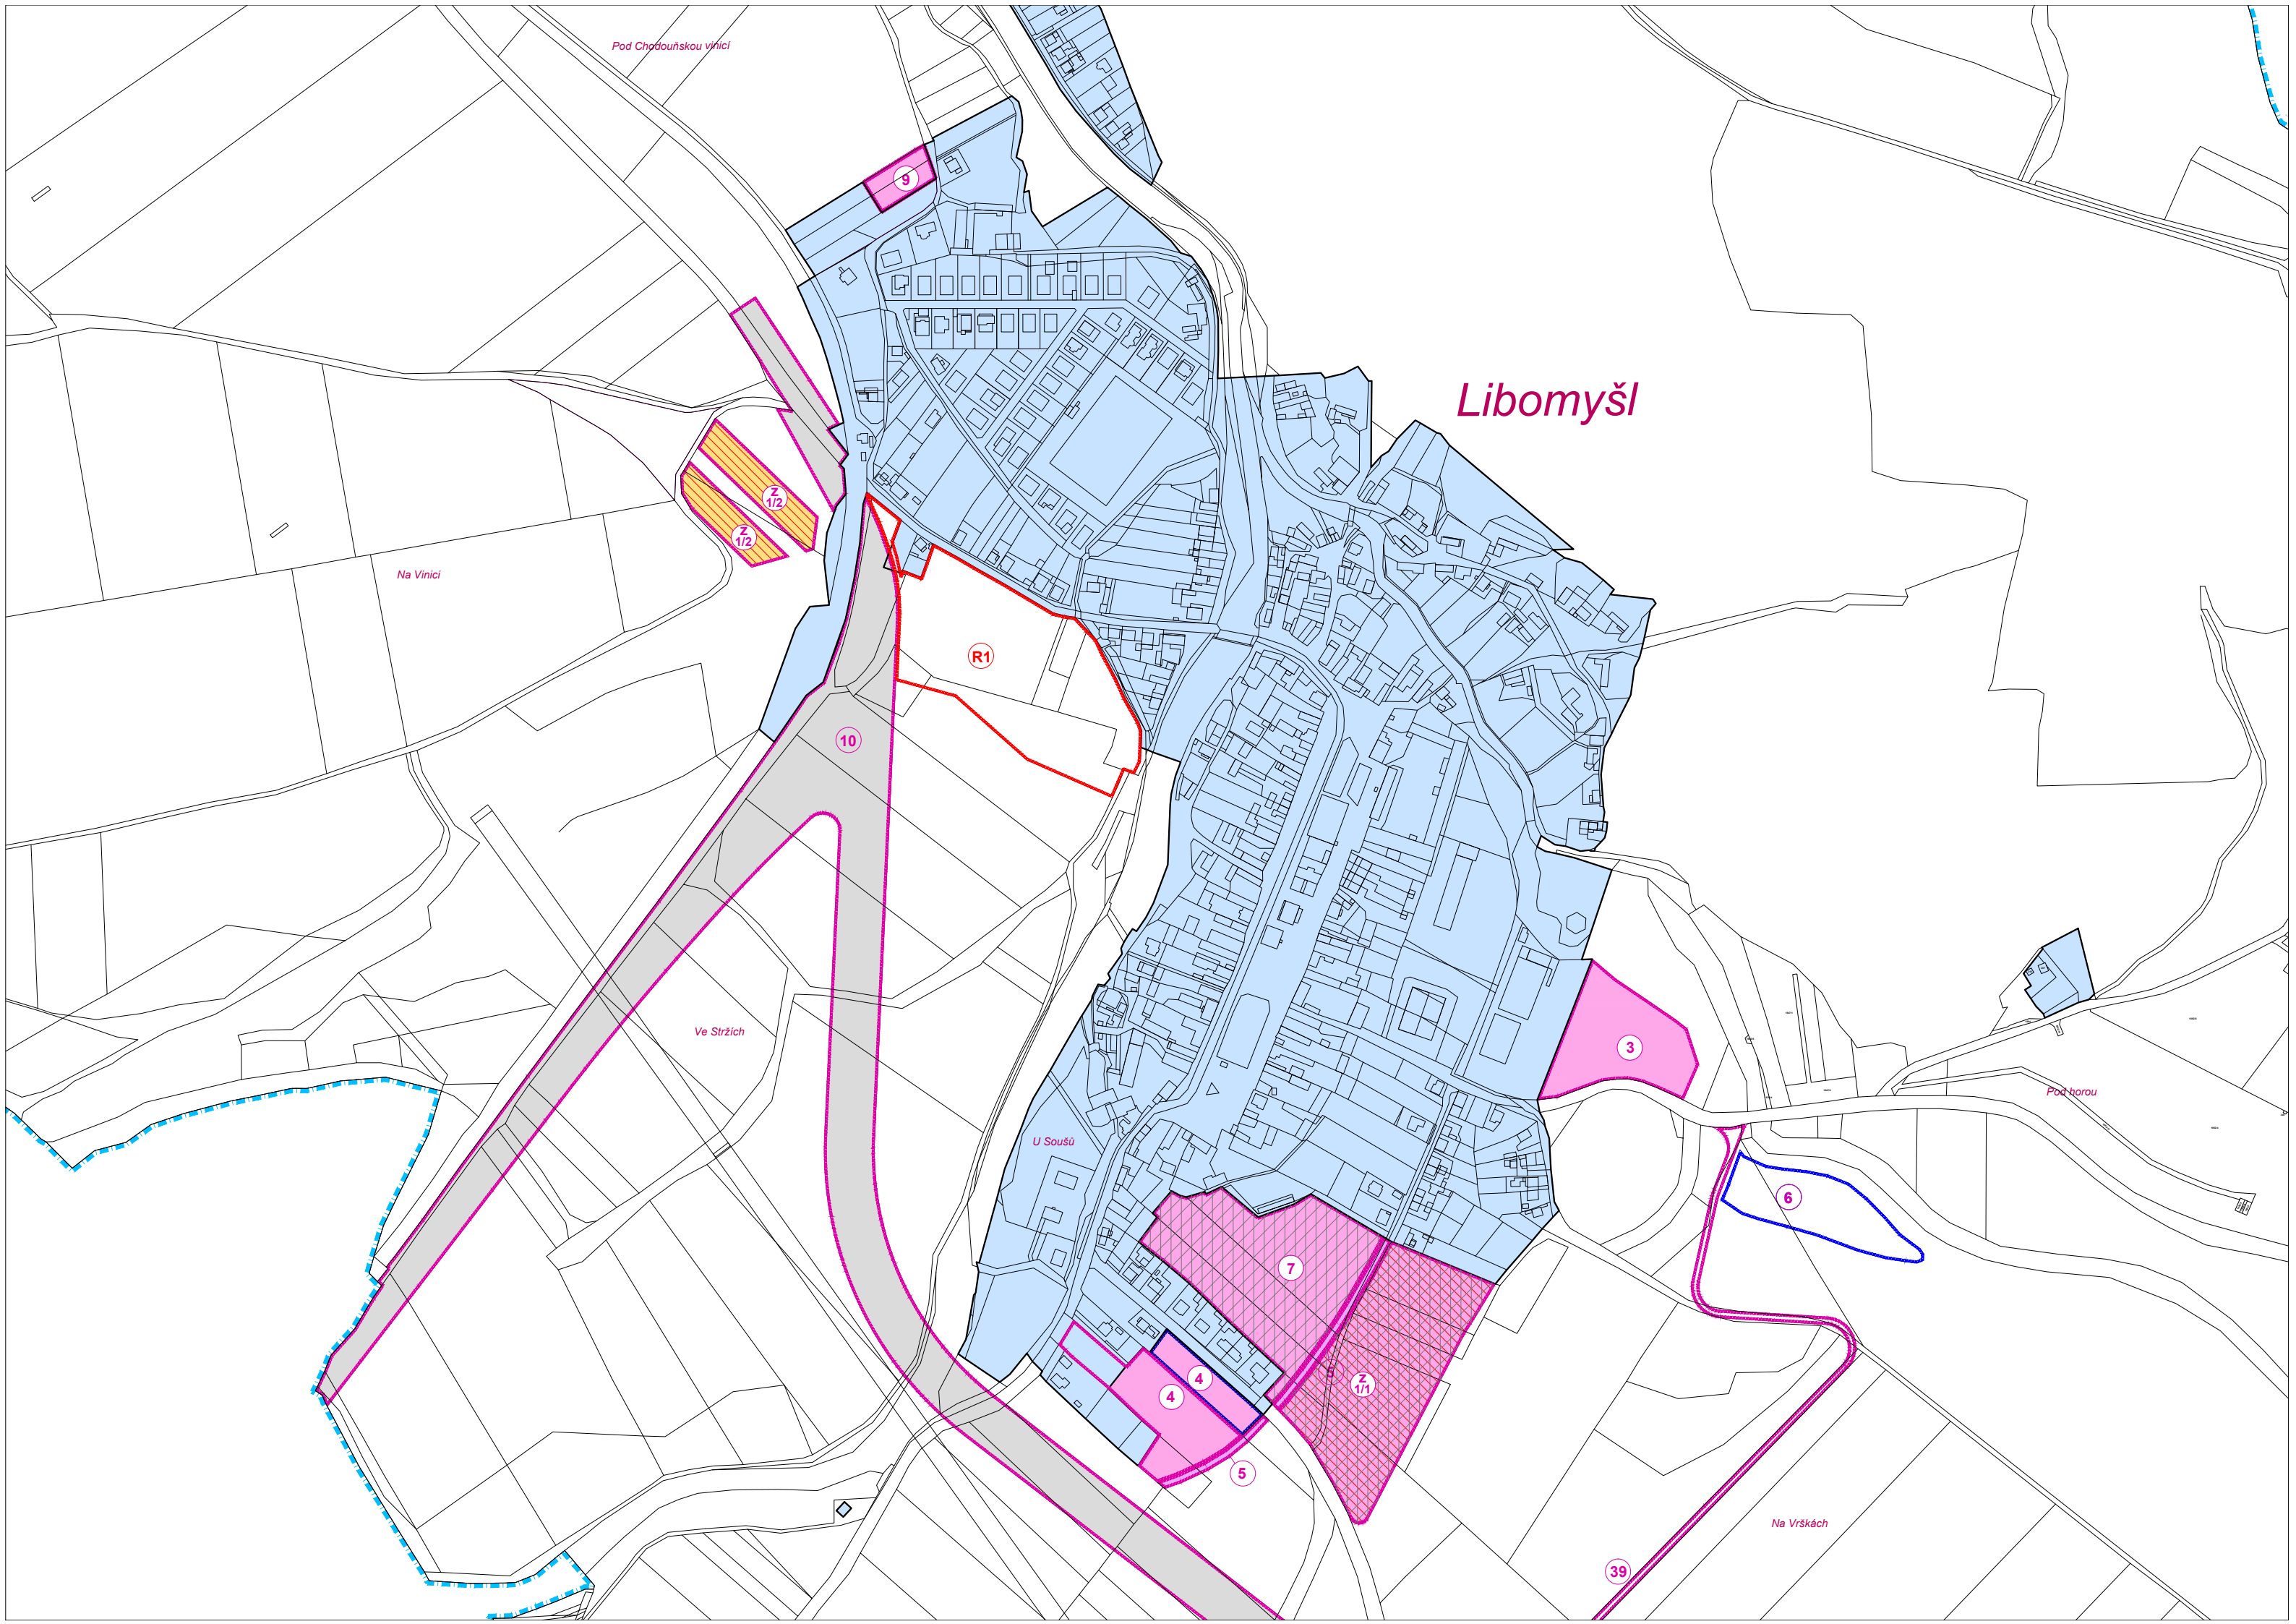 Pod Chodouňskou vinicí
9
Libomyšl
Z
1/2
Z
1/2
Na Vinici
R1
10
Ve Stržích
3
Pod horou
U Soušů
6
7
4
4
Z
1/1
5
Na Vrškách
39